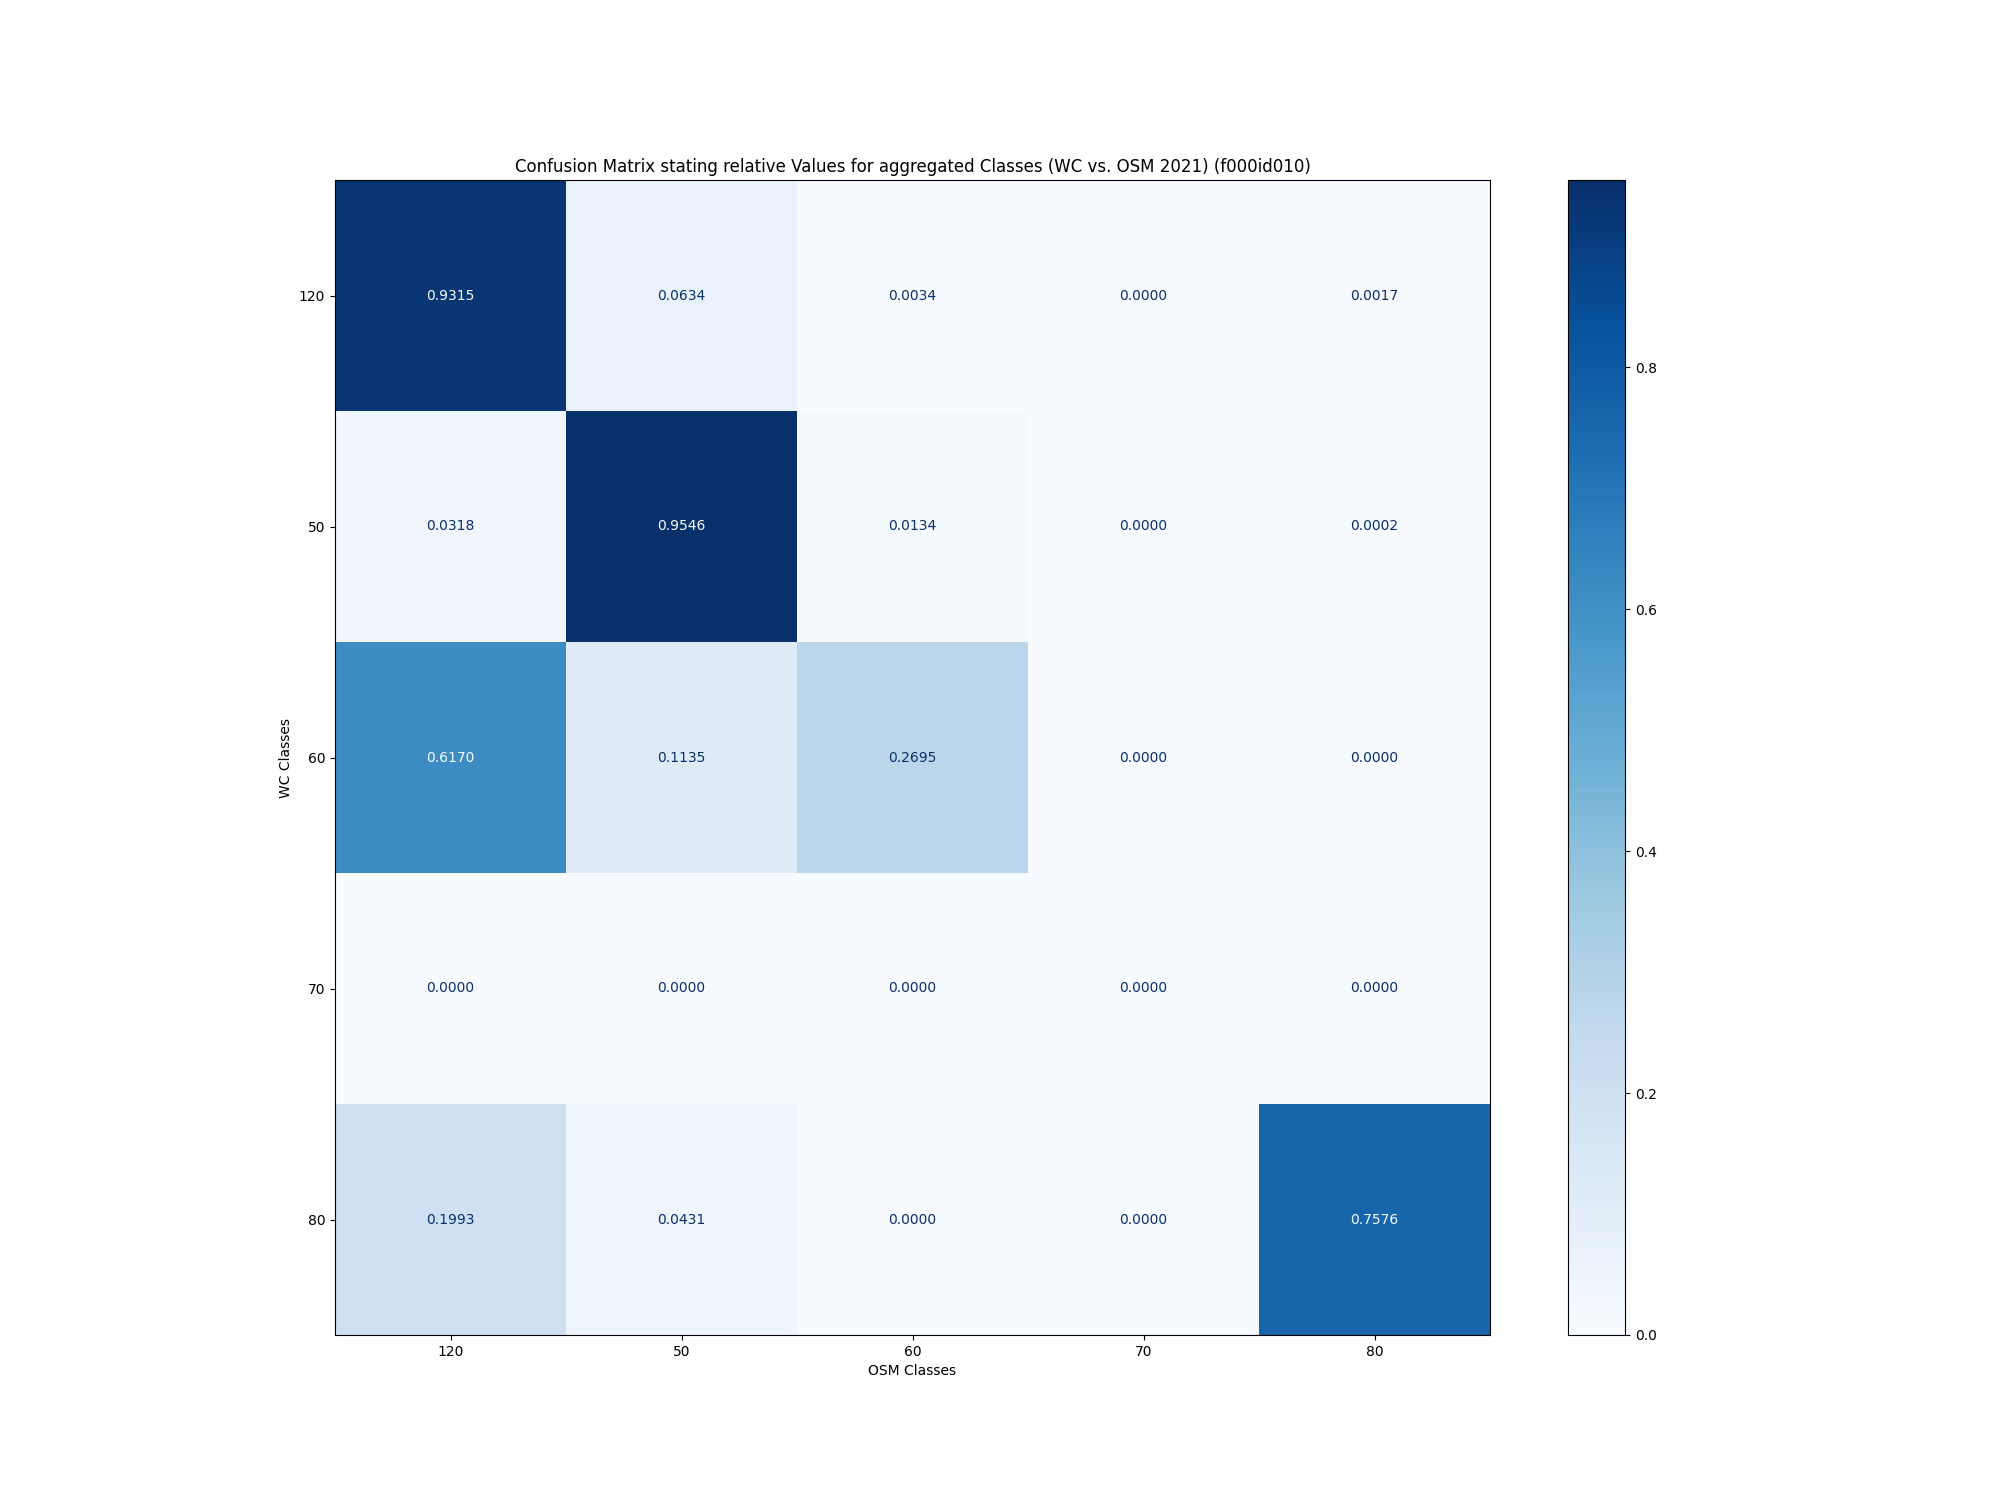 Confusion Matrix stating relative Values for aggregated Classes (WC vs. OSM 2021) (f000id010)
120 0.9315 0.0634 0.0034 0.0000 0.0017
50 0.0318 0.9546 0.0134 0.0000 0.0002
60 0.6170 0.1135 0.2695 0.0000 0.0000
70 0.0000 0.0000 0.0000 0.0000 0.0000
80 0.1993 0.0431 0.0000 0.0000 0.7576
WC Classes
120 50 60 70 80
OSM Classes
0.8
0.6
0.4
0.2
0.0